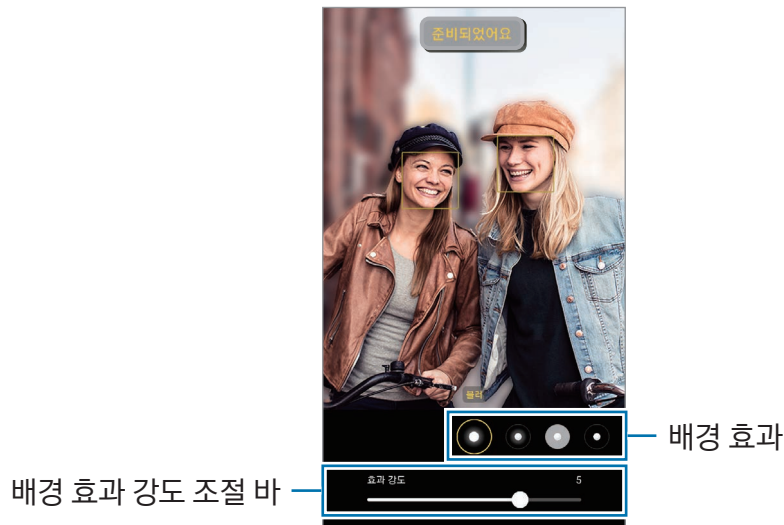 준비되었어요
블러
배경 효과
효과 강도 5
배경 효과 강도 조절 바